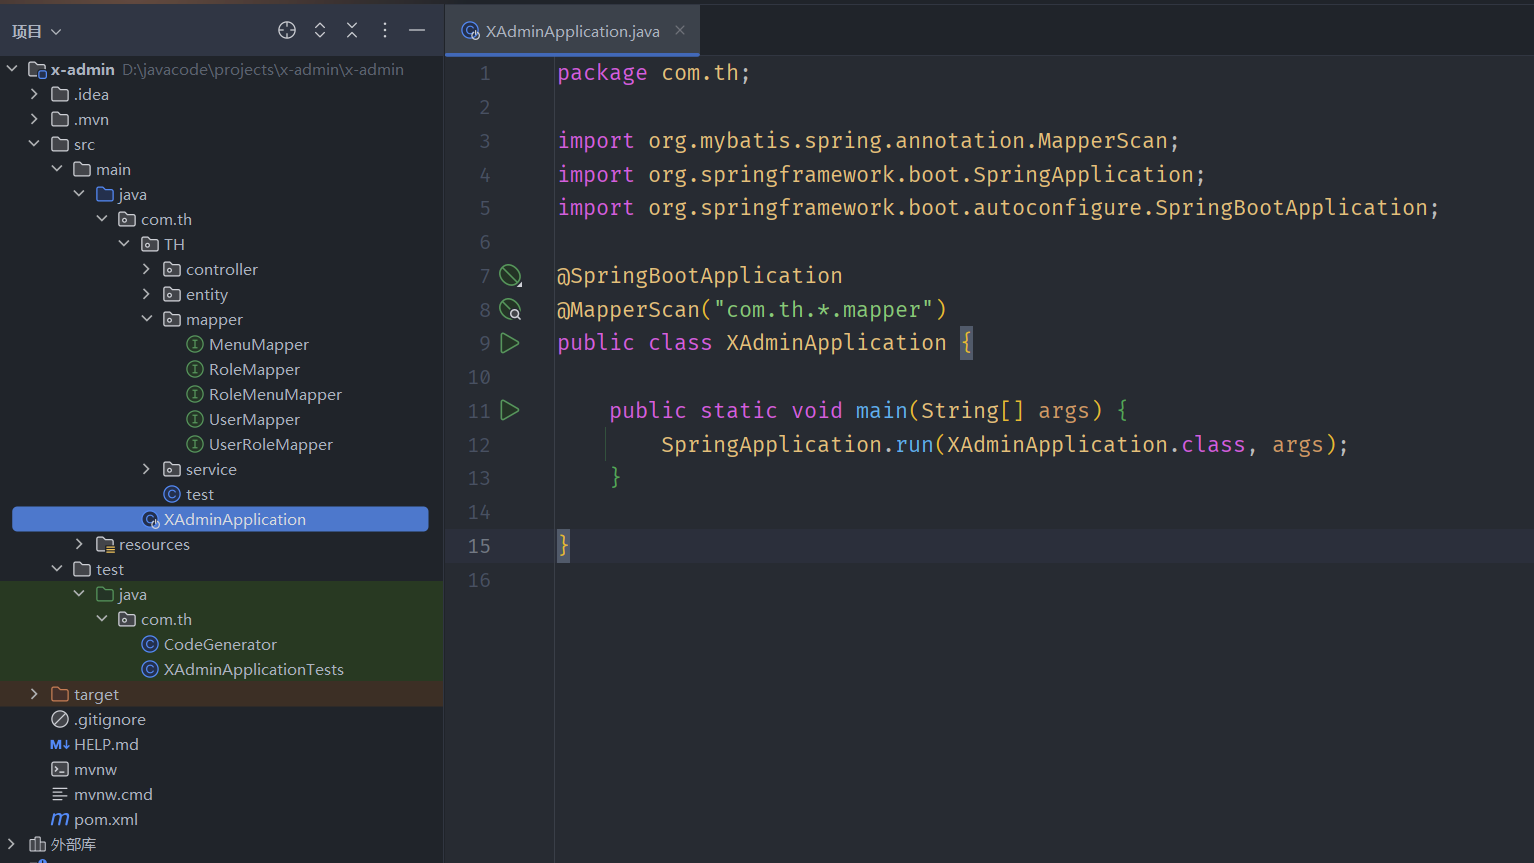 项目
x-admin D:\javacode\projects\x-admin\x-admin
.idea
.mvn
src
main
java
com.th
TH
controller
entity
mapper
MenuMapper
RoleMapper
RoleMenuMapper
UserMapper
UserRoleMapper
service
test
XAdminApplication
resources
test
java
com.th
CodeGenerator
XAdminApplicationTests
target
.gitignore
HELP.md
mvnw
mvnw.cmd
pom.xml
外部库
XAdminApplication.java
1 package com.th;
2
3 import org.mybatis.spring.annotation.MapperScan;
4 import org.springframework.boot.SpringApplication;
5 import org.springframework.boot.autoconfigure.SpringBootApplication;
6
7 @SpringBootApplication
8 @MapperScan("com.th.*.mapper")
9 public class XAdminApplication {
10
11 public static void main(String[] args) {
12 SpringApplication.run(XAdminApplication.class, args);
13 }
14
15 }
16